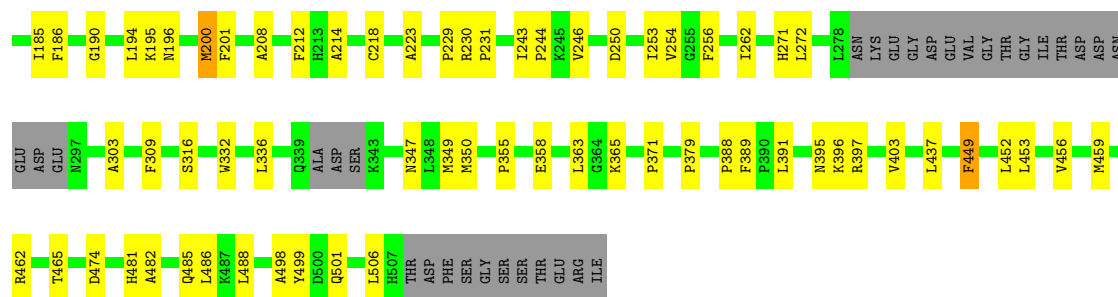 I185 F186 G190 L194 K195 N196 M200 F201 A208 F212 H213 A214 C218 A223 P229 R230 P231 I243 P244 K245 V246 D250 I253 V254 G255 F256 I262 H271 L272 L278 ASN LYS GLU GLY ASP GLU VAL GLY THR GLY ILE THR ASP ASP ASN
GLU ASP GLU N297 A303 F309 S316 W332 L336 Q339 ALA ASP SER K343 N347 L348 M349 M350 P355 E358 L363 G364 K365 P371 P379 P388 F389 P390 L391 N395 K396 R397 V403 L437 F449 L452 L453 V456 M459
R462 T465 D474 H481 A482 Q485 L486 K487 L488 A498 Y499 D500 Q501 L506 H507 THR ASP PHE SER GLY SER SER THR GLU ARG ILE